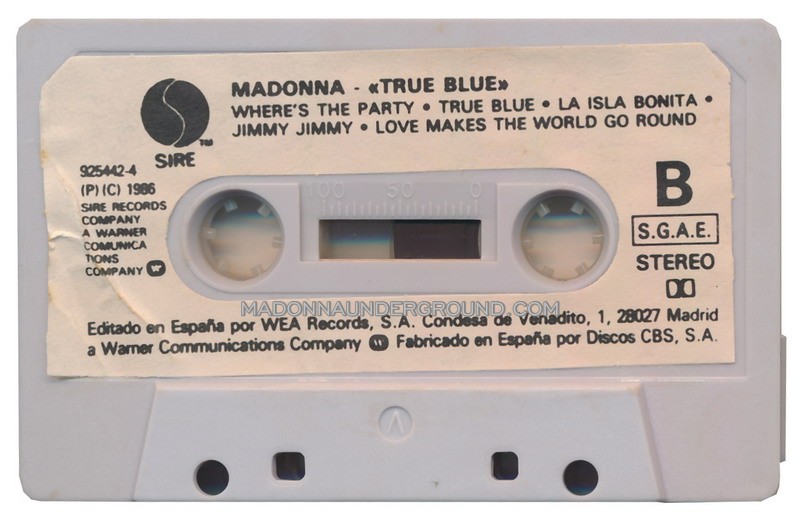 MADONNA - «TRUE BLUE»
WHERE'S THE PARTY • TRUE BLUE • LA ISLA BONITA •
JIMMY JIMMY • LOVE MAKES THE WORLD GO ROUND
TM
SIRE
925442-4
(P) (C) 1986
SIRE RECORDS
COMPANY
A WARNER
COMUNICA
TIONS
COMPANY
100 50 0
B
S.G.A.E.
STEREO
MADONNAUNDERGROUND.COM
Editado en España por WEA Records, S.A. Condesa de Venadito, 1, 28027 Madrid
a Warner Communications Company Fabricado en España por Discos CBS, S.A.
A